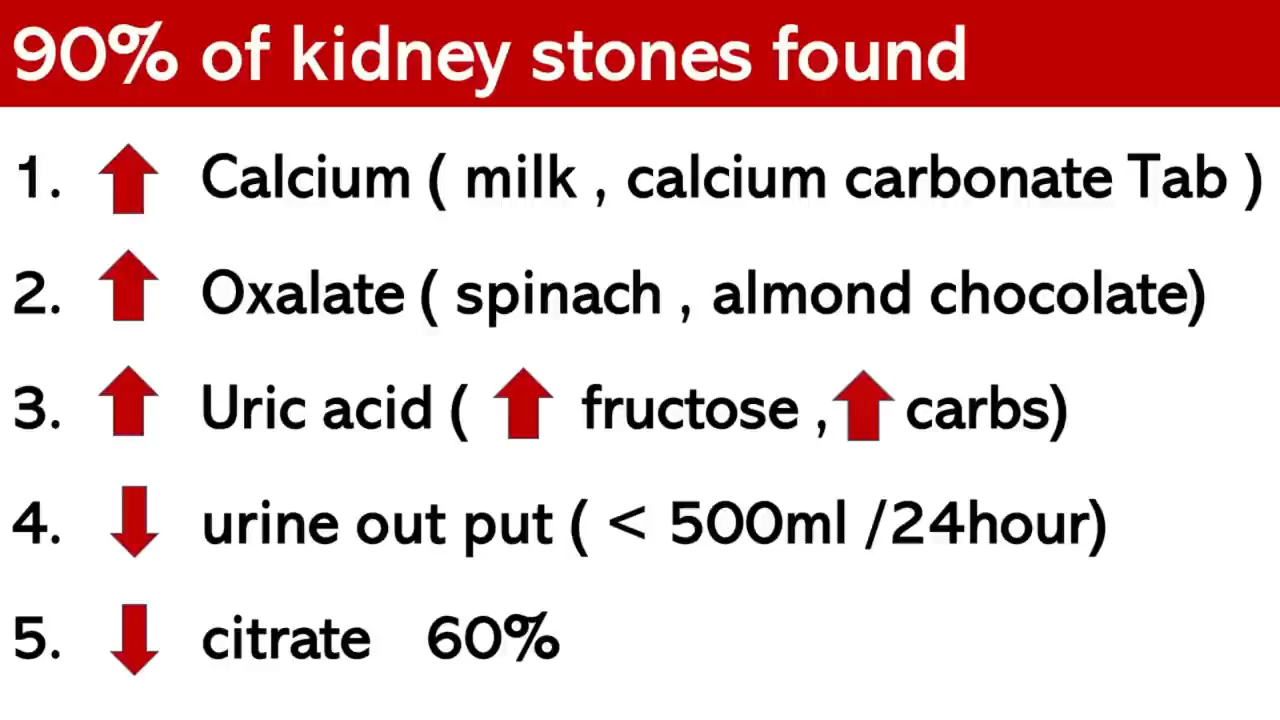 90% of kidney stones found
1. Calcium ( milk , calcium carbonate Tab )
2. Oxalate ( spinach , almond chocolate)
3. Uric acid ( fructose , carbs)
4. urine out put ( < 500ml /24hour)
5. citrate 60%